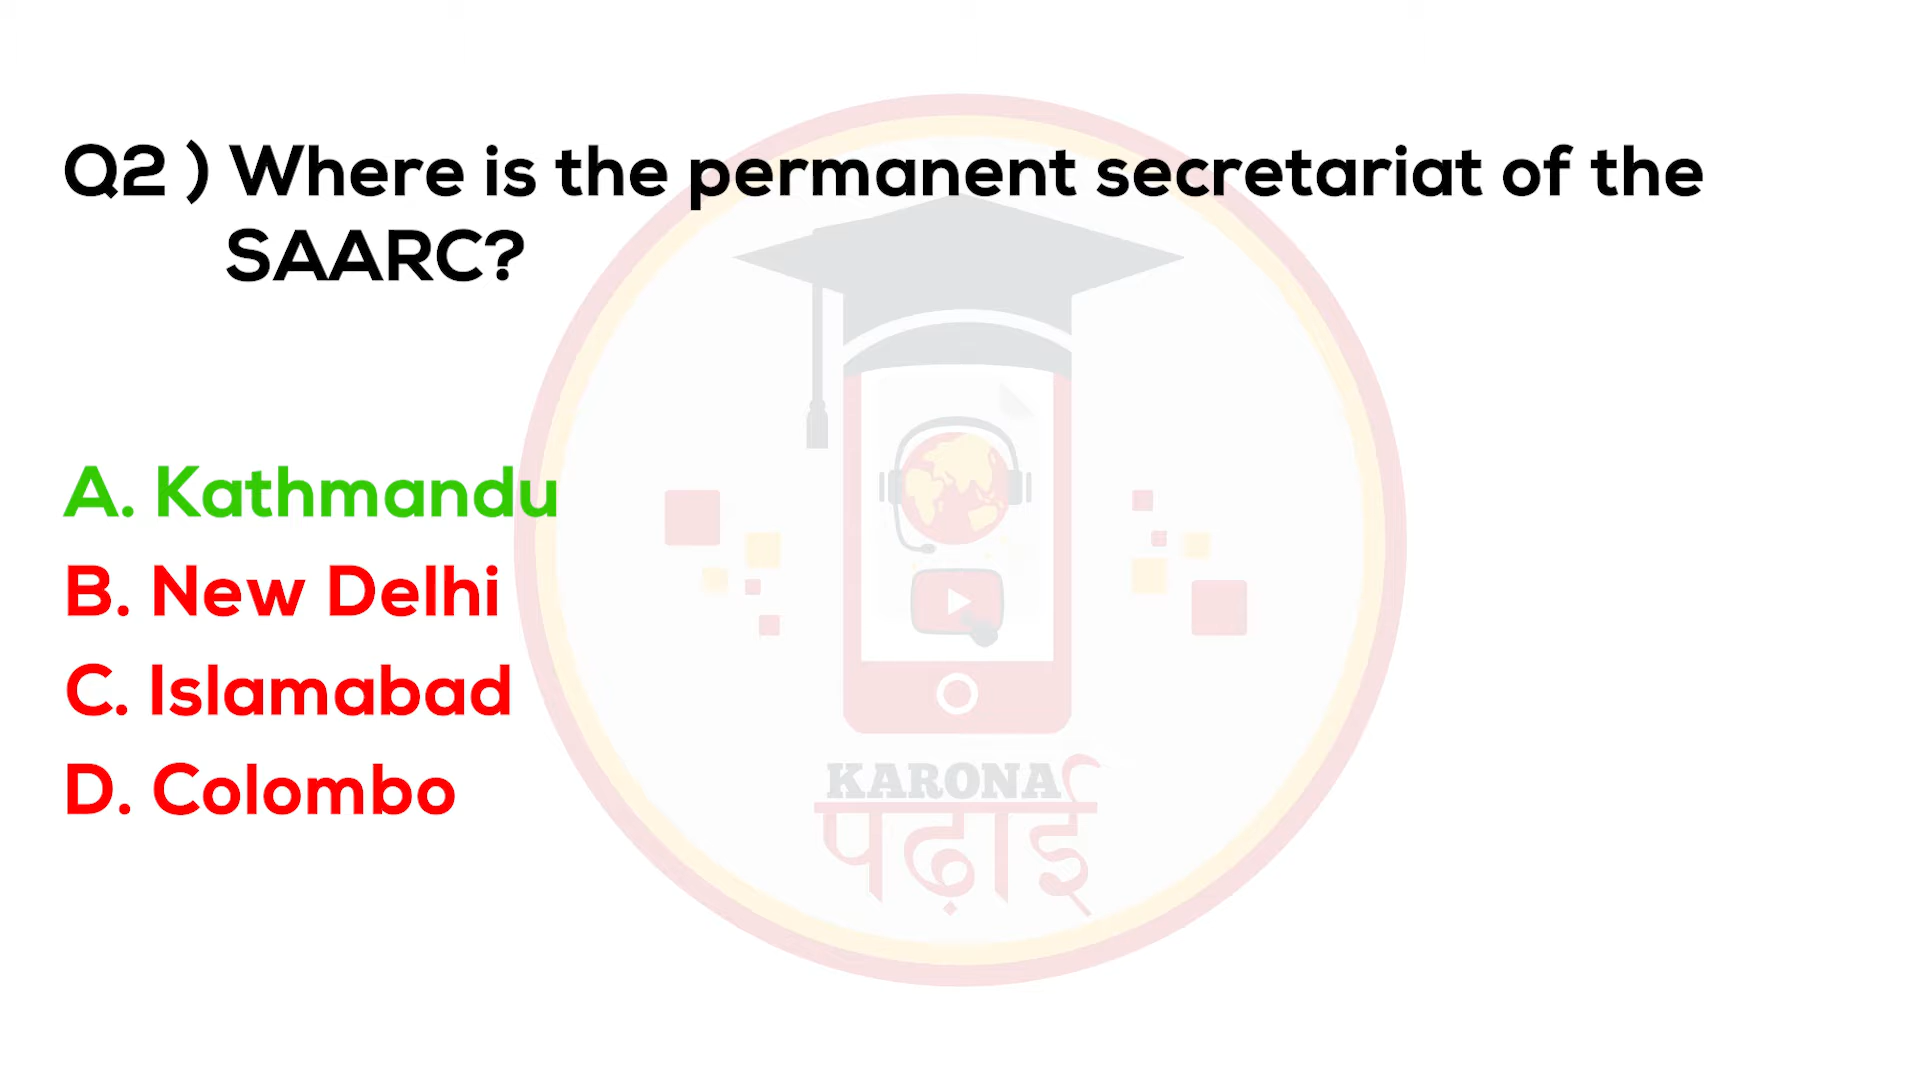 Q2 ) Where is the permanent secretariat of the
SAARC?
A. Kathmandu
B. New Delhi
C. Islamabad
D. Colombo
KARONA
पढ़ाई